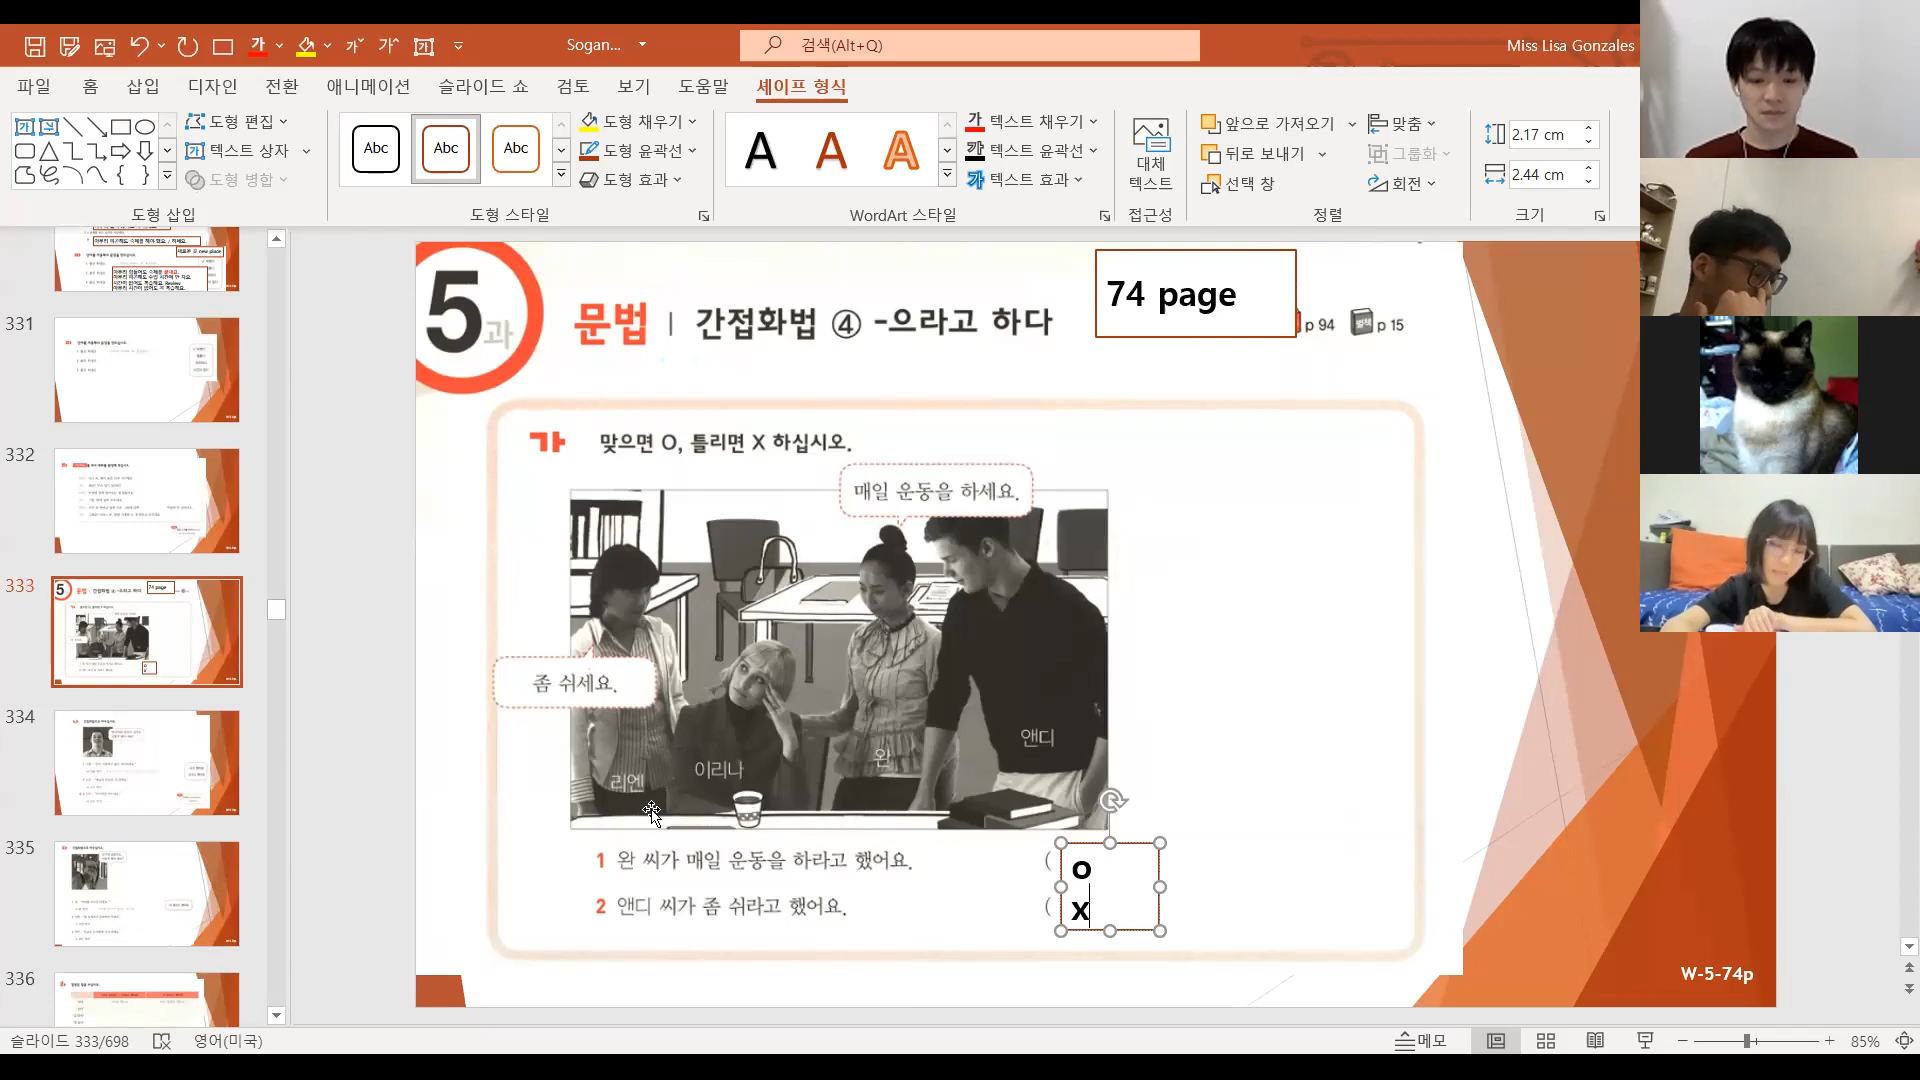 Sogan...
검색(Alt+Q)
Miss Lisa Gonzales
파일 홈 삽입 디자인 전환 애니메이션 슬라이드 쇼 검토 보기 도움말 셰이프 형식
도형 편집
텍스트 상자
도형 병합
도형 삽입
Abc Abc Abc
도형 채우기
도형 윤곽선
도형 효과
도형 스타일
A A A
텍스트 채우기
텍스트 윤곽선
텍스트 효과
WordArt 스타일
대체
텍스트
접근성
앞으로 가져오기
뒤로 보내기
선택 창
맞춤
그룹화
회전
정렬
2.17 cm
2.44 cm
크기
331
332
333
334
335
336
5과
문법 | 간접화법 ④ -으라고 하다
74 page
p 94
별책 p 15
가 맞으면 O, 틀리면 X 하십시오.
매일 운동을 하세요.
좀 쉬세요.
리엔
이리나
완
앤디
1 완 씨가 매일 운동을 하라고 했어요. (
o
2 앤디 씨가 좀 쉬라고 했어요. (
x
W-5-74p
슬라이드 333/698
영어(미국)
메모
85%